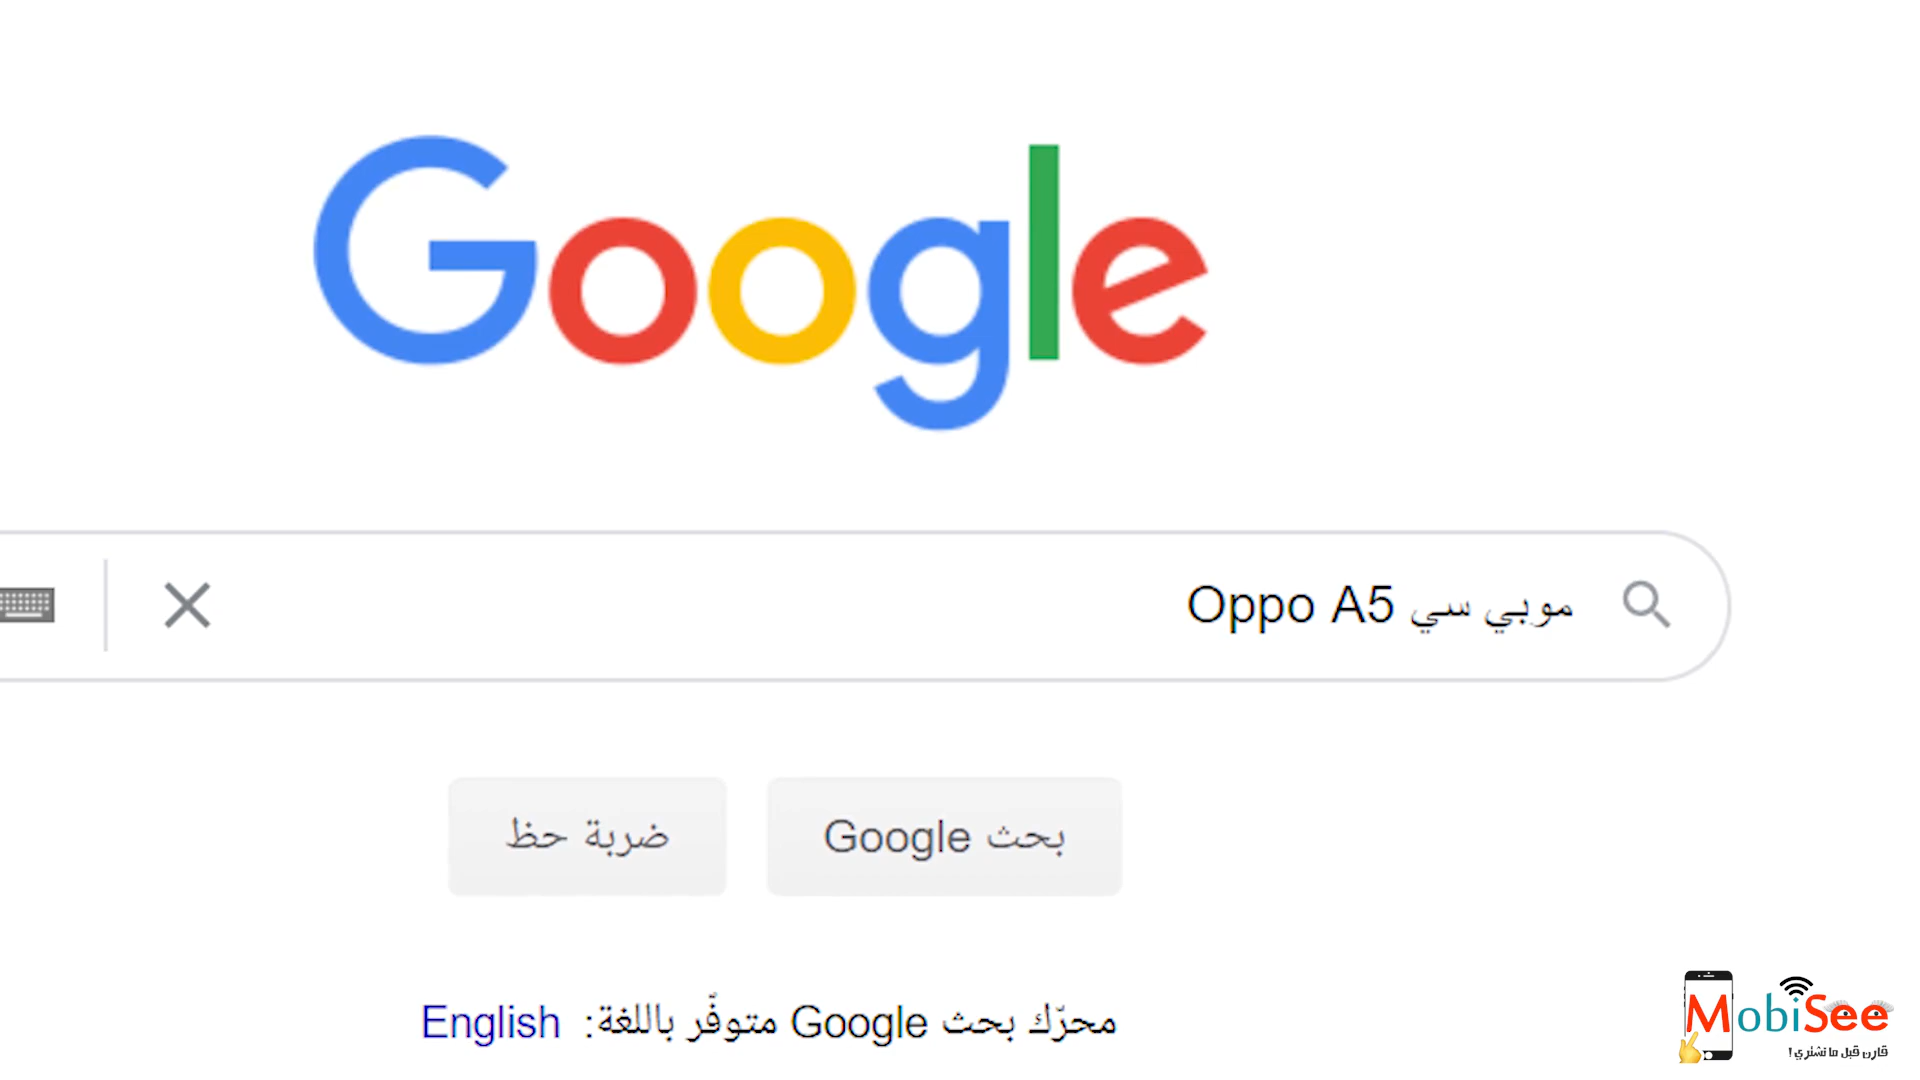 Google
موبي سي Oppo A5
بحث Google
ضربة حظ
محرّك بحث Google متوفّر باللغة: English
MobiSee
قارن قبل ما تشتري !